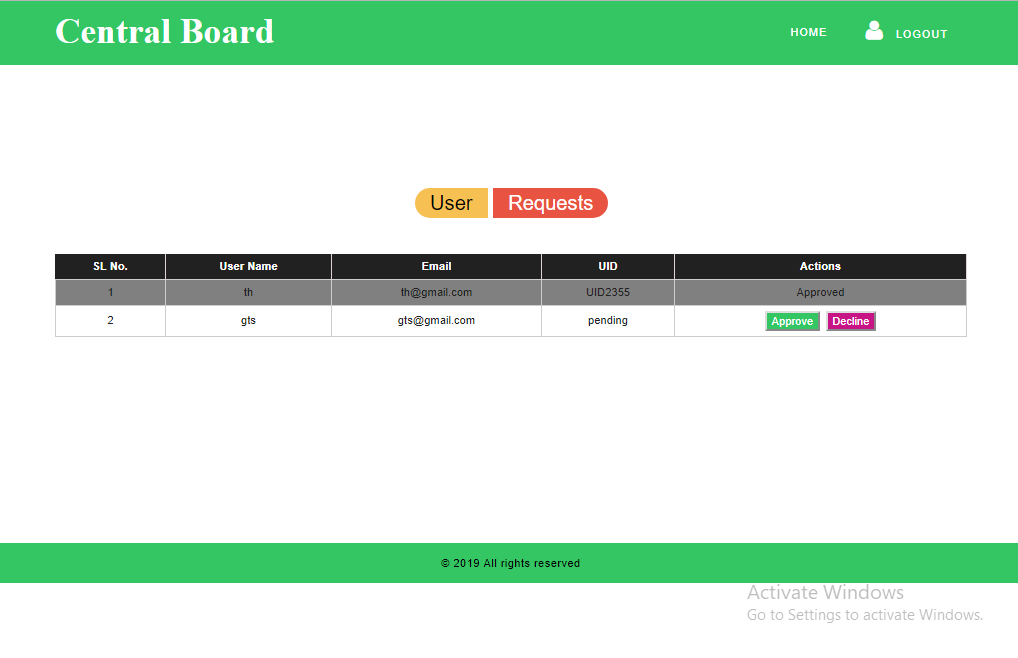 Central Board
HOME
LOGOUT
User Requests
SL No. User Name Email UID Actions
1 th th@gmail.com UID2355 Approved
2 gts gts@gmail.com pending Approve Decline
© 2019 All rights reserved
Activate Windows
Go to Settings to activate Windows.